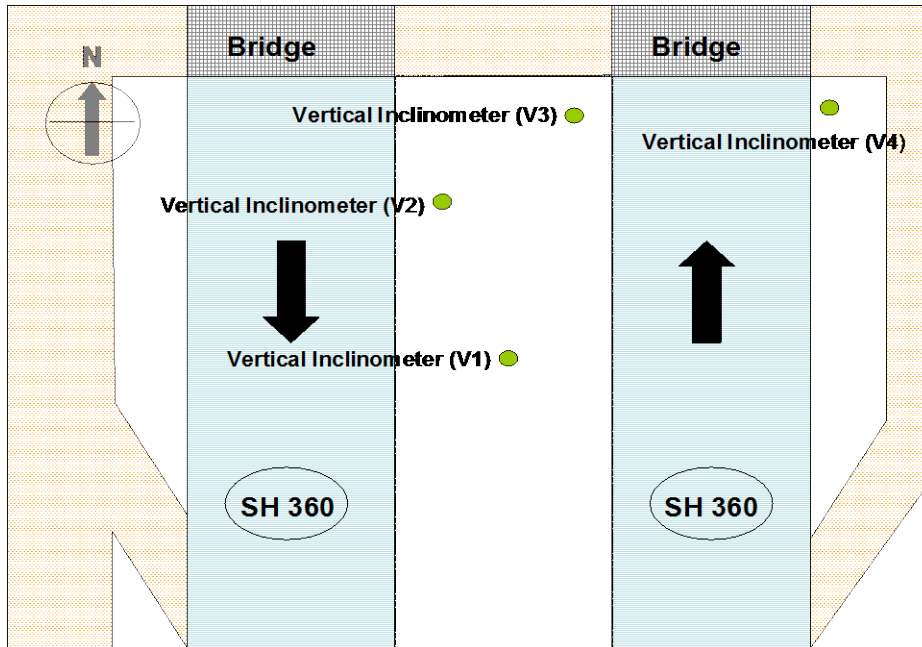 Bridge
Bridge
N
Vertical Inclinometer (V3)
Vertical Inclinometer (V4)
Vertical Inclinometer (V2)
Vertical Inclinometer (V1)
SH 360
SH 360